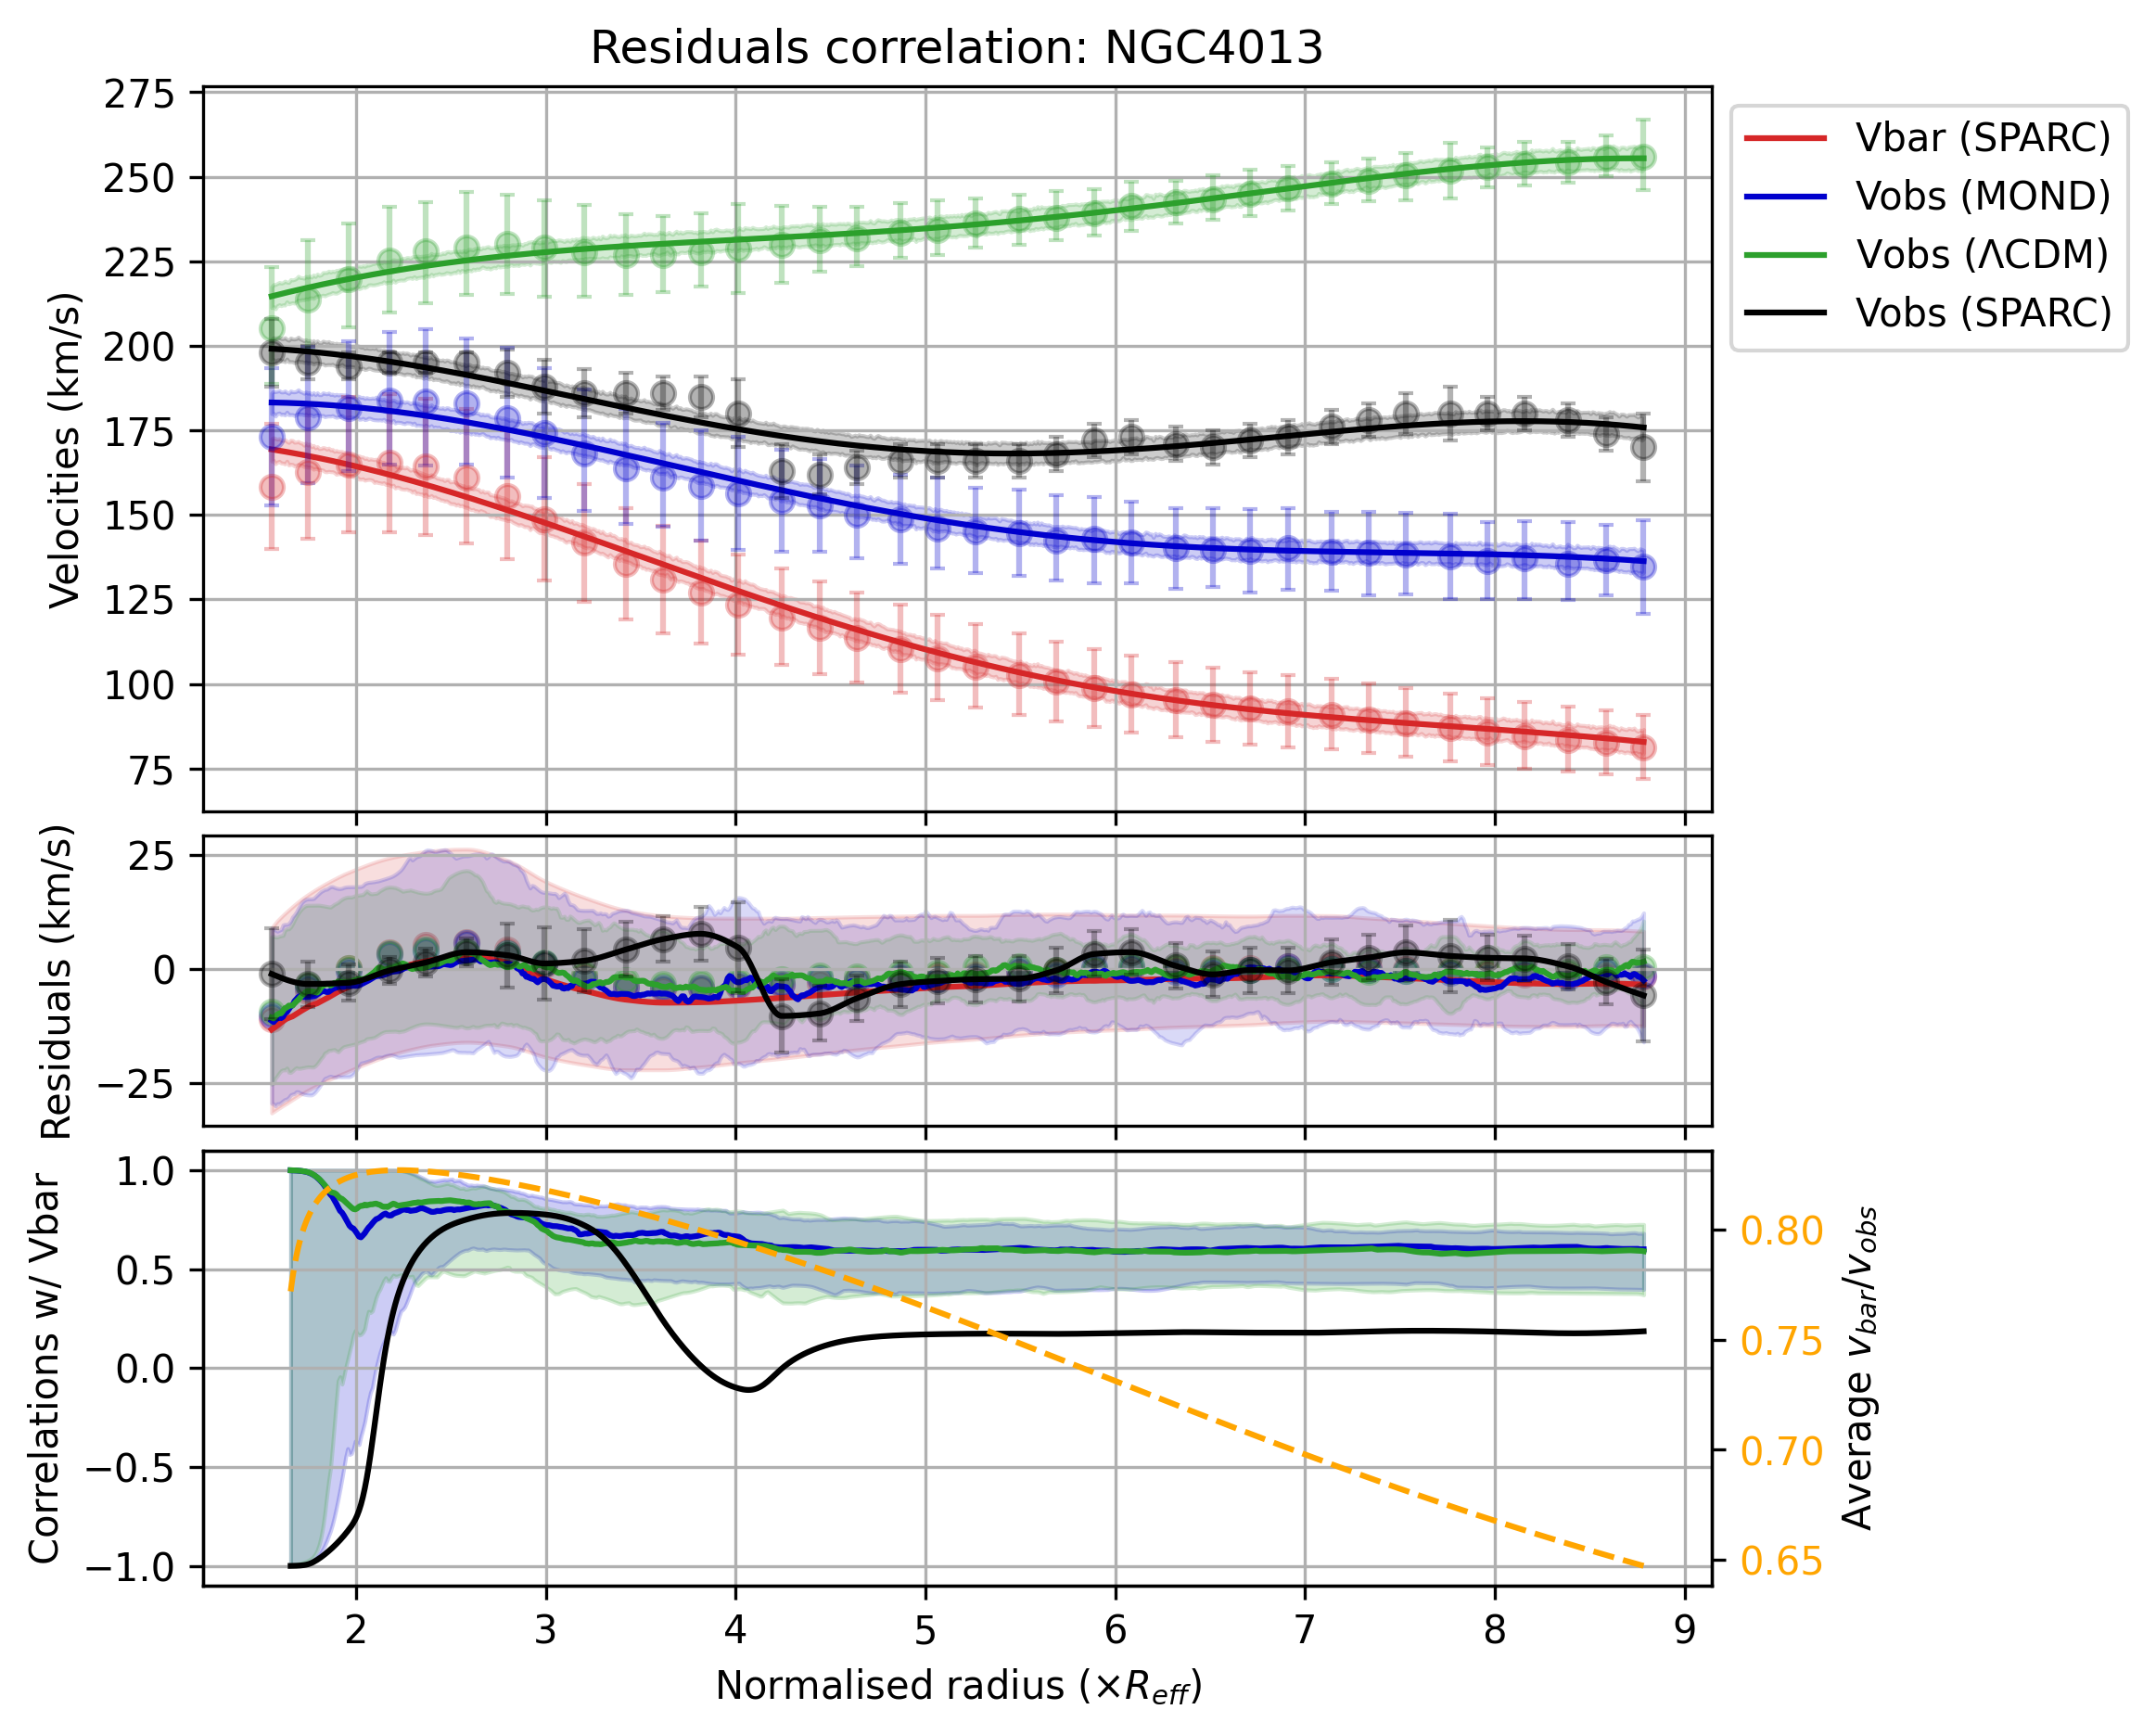 Residuals correlation: NGC4013
275
250
225
200
175
150
125
100
75
Velocities (km/s)
Vbar (SPARC)
Vobs (MOND)
Vobs (ΛCDM)
Vobs (SPARC)
25
0
−25
Residuals (km/s)
1.0
0.5
0.0
−0.5
−1.0
Correlations w/ Vbar
0.80
0.75
0.70
0.65
Average v_bar/v_obs
2 3 4 5 6 7 8 9
Normalised radius (×R_eff)